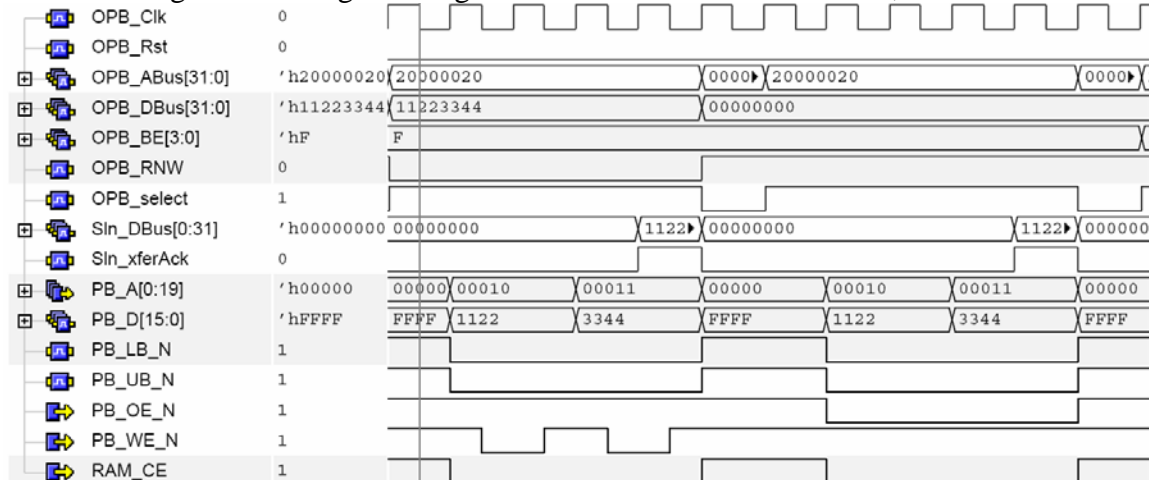 OPB_Clk 0
OPB_Rst 0
OPB_ABus[31:0] 'h20000020 20000020 0000 20000020 0000
OPB_DBus[31:0] 'h11223344 11223344 00000000
OPB_BE[3:0] 'hF F
OPB_RNW 0
OPB_select 1
Sln_DBus[0:31] 'h00000000 00000000 1122 00000000 1122 000000
Sln_xferAck 0
PB_A[0:19] 'h00000 00000 00010 00011 00000 00010 00011 00000
PB_D[15:0] 'hFFFF FFFF 1122 3344 FFFF 1122 3344 FFFF
PB_LB_N 1
PB_UB_N 1
PB_OE_N 1
PB_WE_N 1
RAM_CE 1